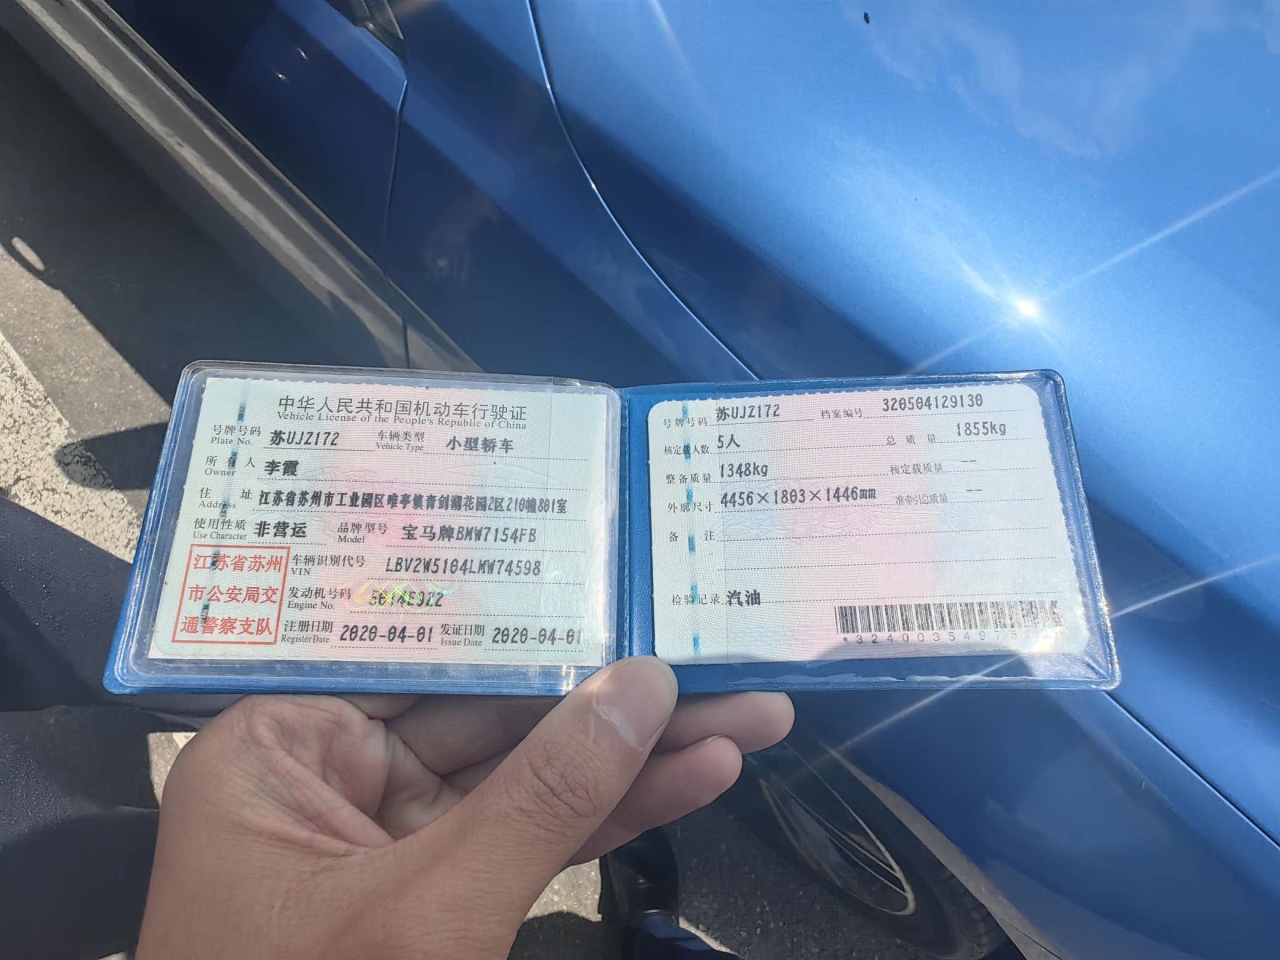 中华人民共和国机动车行驶证
Vehicle License of the People's Republic of China
号牌号码 苏UJZ172 车辆类型 小型轿车
Plate No. Vehicle Type
所有人 李霞
Owner
住址 江苏省苏州市工业园区唯亭镇青剑湖花园2区210幢801室
Address
使用性质 非营运 品牌型号 宝马牌BMW7154FB
Use Character Model
江苏省苏州
市公安局交
通警察支队
车辆识别代号 LBV2W5104LMW74598
VIN
发动机号码
Engine No.
注册日期 2020-04-01 发证日期 2020-04-01
Register Date Issue Date
号牌号码 苏UJZ172 档案编号 320504129130
核定载人数 5人 总质量 1855kg
整备质量 1348kg 核定载质量 --
外廓尺寸 4456×1803×1446mm 准牵引总质量 --
备注
检验记录 汽油